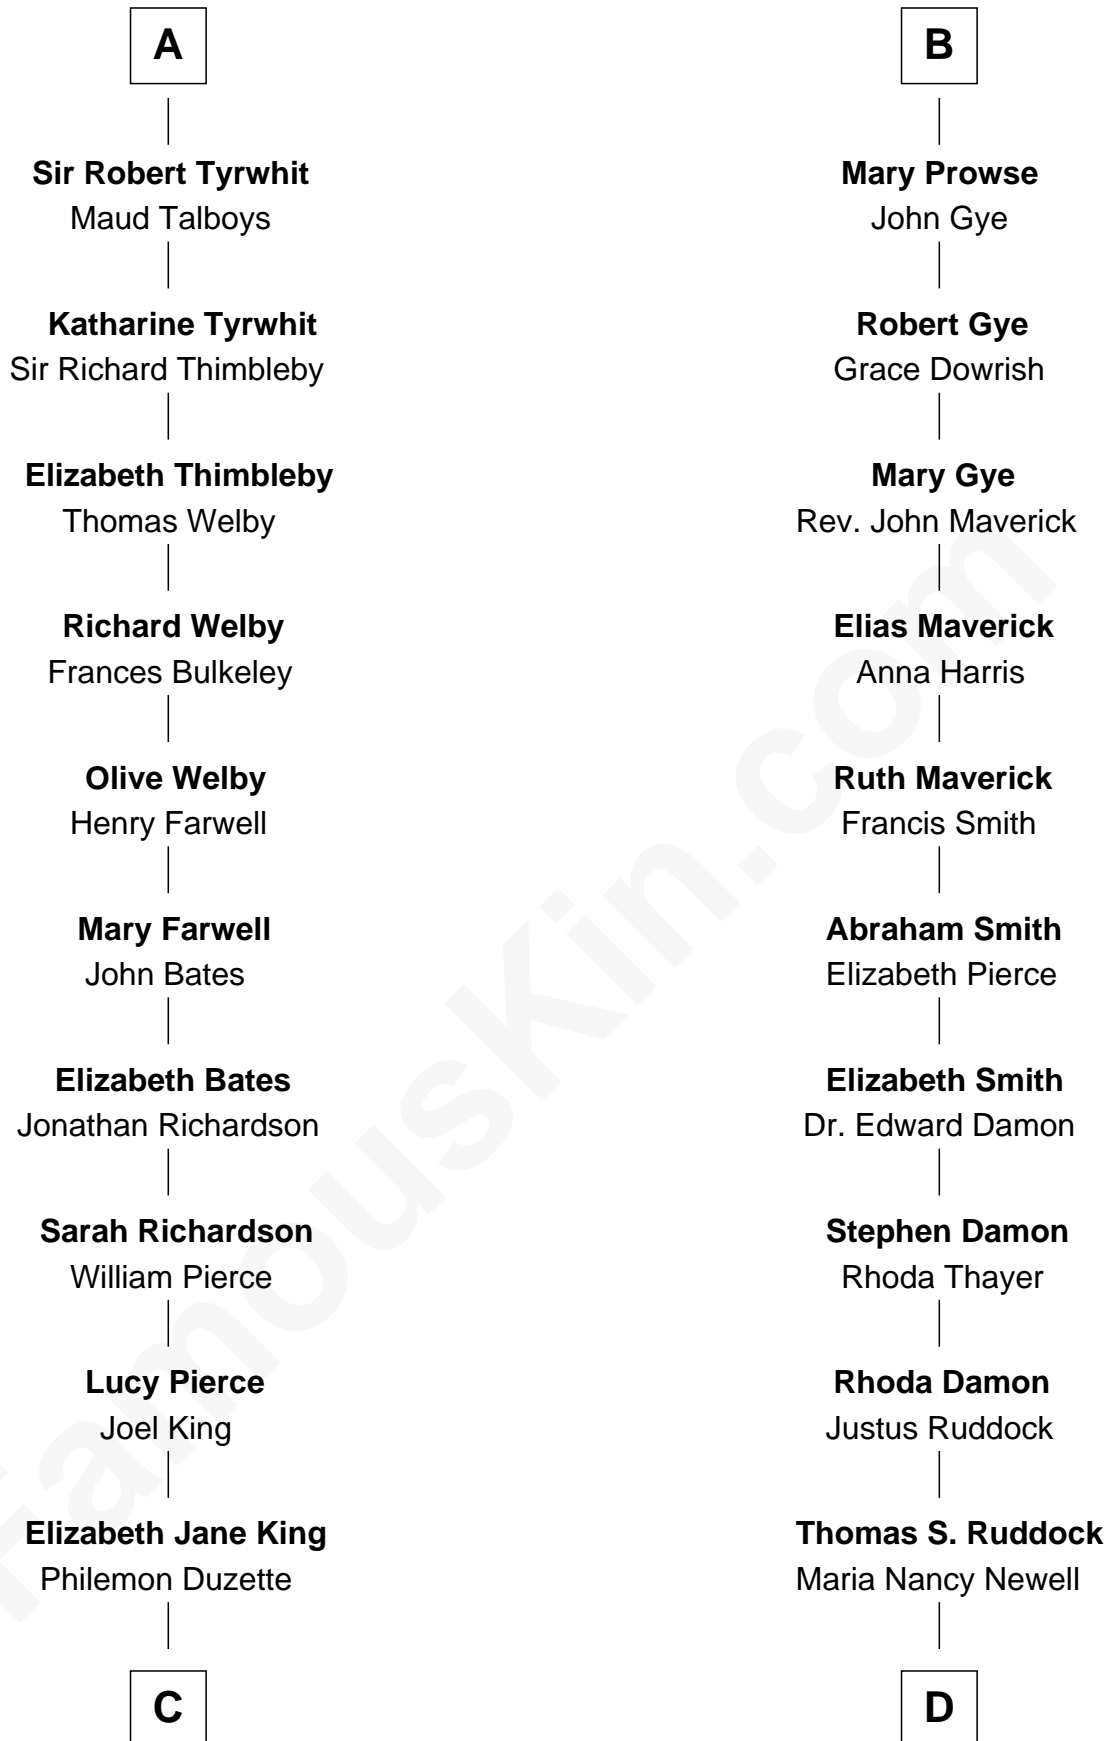 A
Sir Robert Tyrwhit
Maud Talboys
Katharine Tyrwhit
Sir Richard Thimbleby
Elizabeth Thimbleby
Thomas Welby
Richard Welby
Frances Bulkeley
Olive Welby
Henry Farwell
Mary Farwell
John Bates
Elizabeth Bates
Jonathan Richardson
Sarah Richardson
William Pierce
Lucy Pierce
Joel King
Elizabeth Jane King
Philemon Duzette
C
B
Mary Prowse
John Gye
Robert Gye
Grace Dowrish
Mary Gye
Rev. John Maverick
Elias Maverick
Anna Harris
Ruth Maverick
Francis Smith
Abraham Smith
Elizabeth Pierce
Elizabeth Smith
Dr. Edward Damon
Stephen Damon
Rhoda Thayer
Rhoda Damon
Justus Ruddock
Thomas S. Ruddock
Maria Nancy Newell
D
FamousKin.com